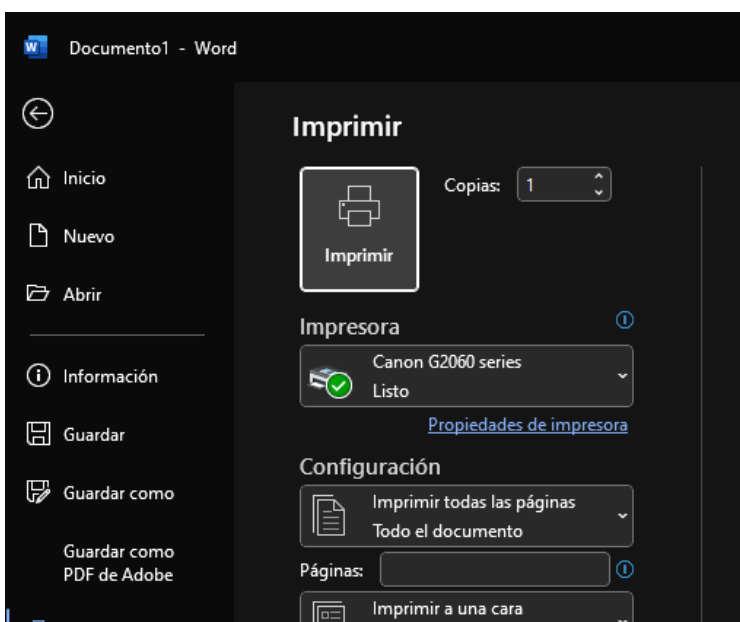 Documento1 - Word
Inicio
Nuevo
Abrir
Información
Guardar
Guardar como
Guardar como
PDF de Adobe
Imprimir
Imprimir
Copias: 1
Impresora
Canon G2060 series
Listo
Propiedades de impresora
Configuración
Imprimir todas las páginas
Todo el documento
Páginas:
Imprimir a una cara